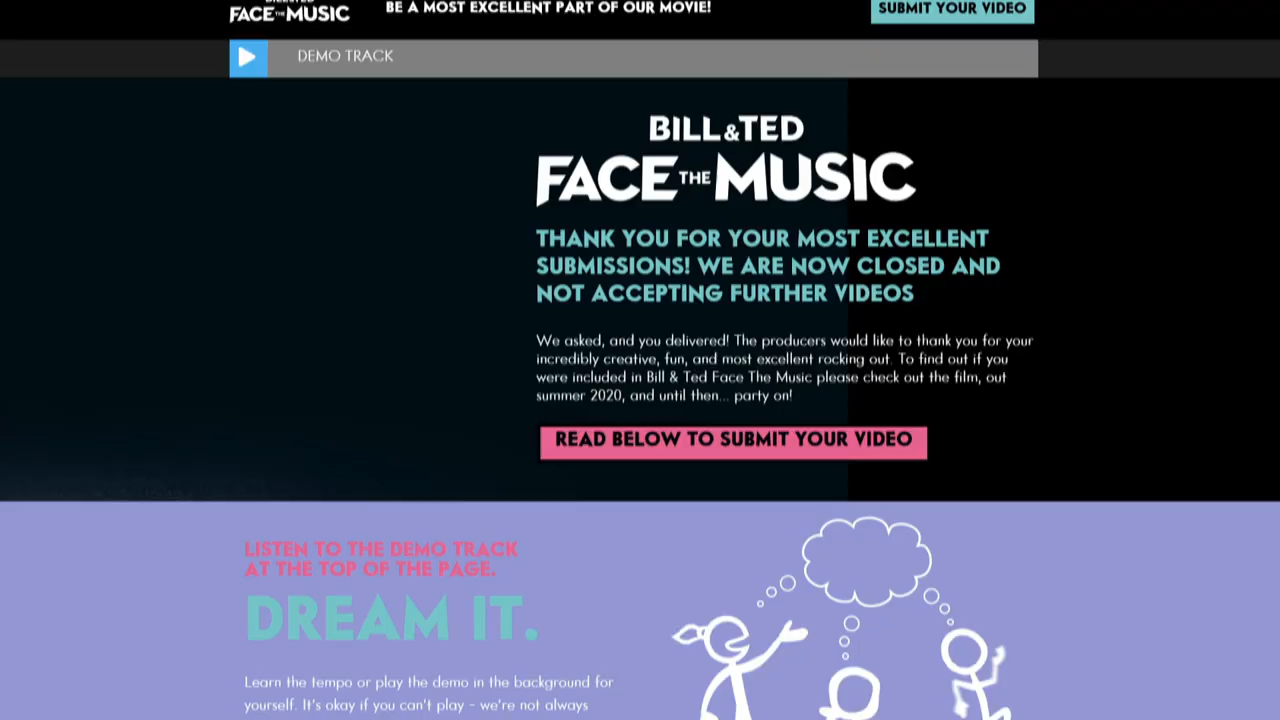 BILL & TED
FACE THE MUSIC
BE A MOST EXCELLENT PART OF OUR MOVIE!
SUBMIT YOUR VIDEO
DEMO TRACK
BILL & TED
FACE THE MUSIC
THANK YOU FOR YOUR MOST EXCELLENT
SUBMISSIONS! WE ARE NOW CLOSED AND
NOT ACCEPTING FURTHER VIDEOS
We asked, and you delivered! The producers would like to thank you for your
incredibly creative, fun, and most excellent rocking out. To find out if you
were included in Bill & Ted Face The Music please check out the film, out
summer 2020, and until then... party on!
READ BELOW TO SUBMIT YOUR VIDEO
LISTEN TO THE DEMO TRACK
AT THE TOP OF THE PAGE.
DREAM IT.
Learn the tempo or play the demo in the background for
yourself. It's okay if you can't play - we're not always